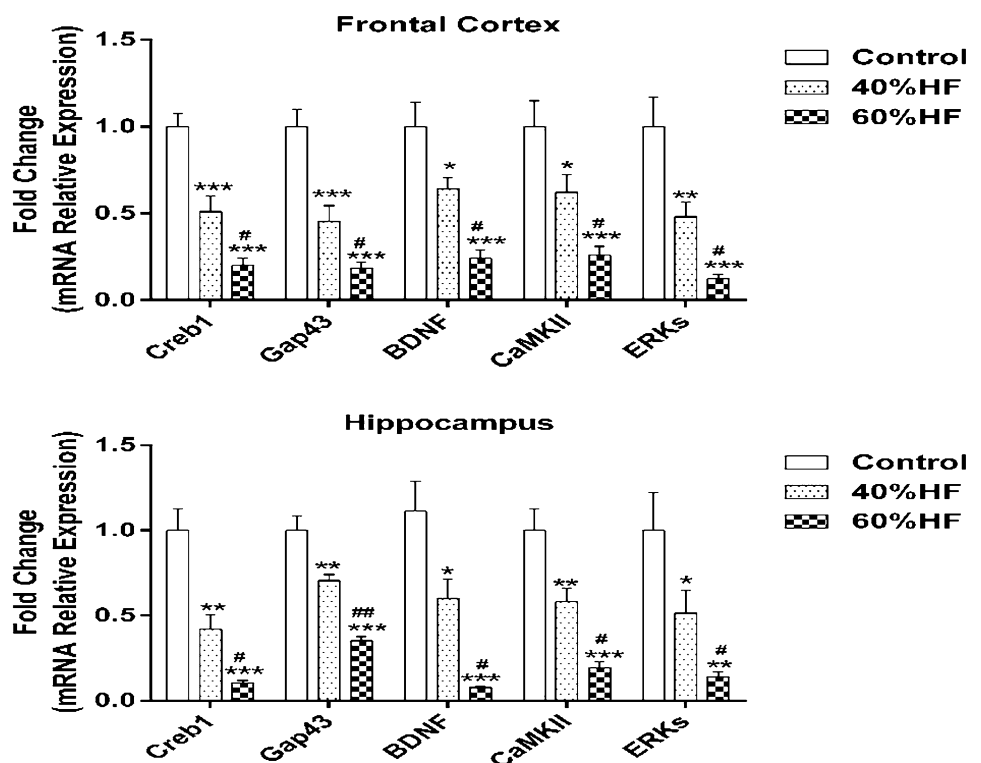 Frontal Cortex
Fold Change
(mRNA Relative Expression)
1.5
1.0
0.5
0.0
*** # *** *** # *** * # *** * # *** ** # ***
Creb1 Gap43 BDNF CaMKII ERKs
Control
40%HF
60%HF
Hippocampus
Fold Change
(mRNA Relative Expression)
1.5
1.0
0.5
0.0
** # *** ** ## *** * # *** ** # *** * # **
Creb1 Gap43 BDNF CaMKII ERKs
Control
40%HF
60%HF